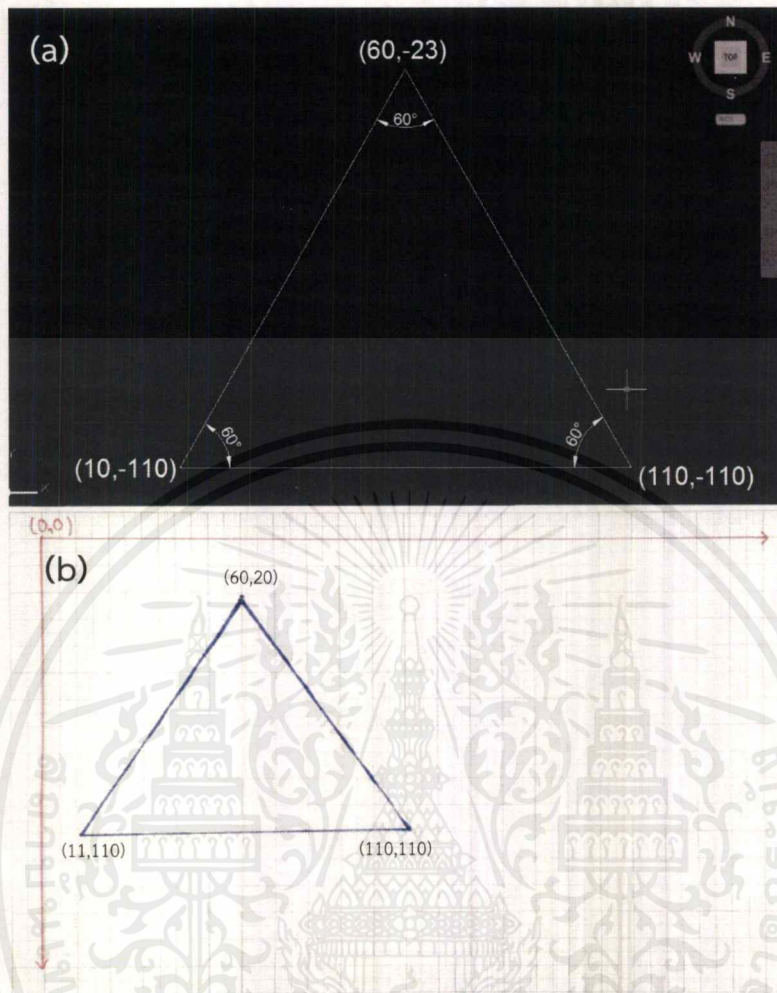 (a)
(60,-23)
N
W
TOP
E
S
60°
60°
60°
(10,-110)
(110,-110)
(0,0)
(b)
(60,20)
(11,110)
(110,110)